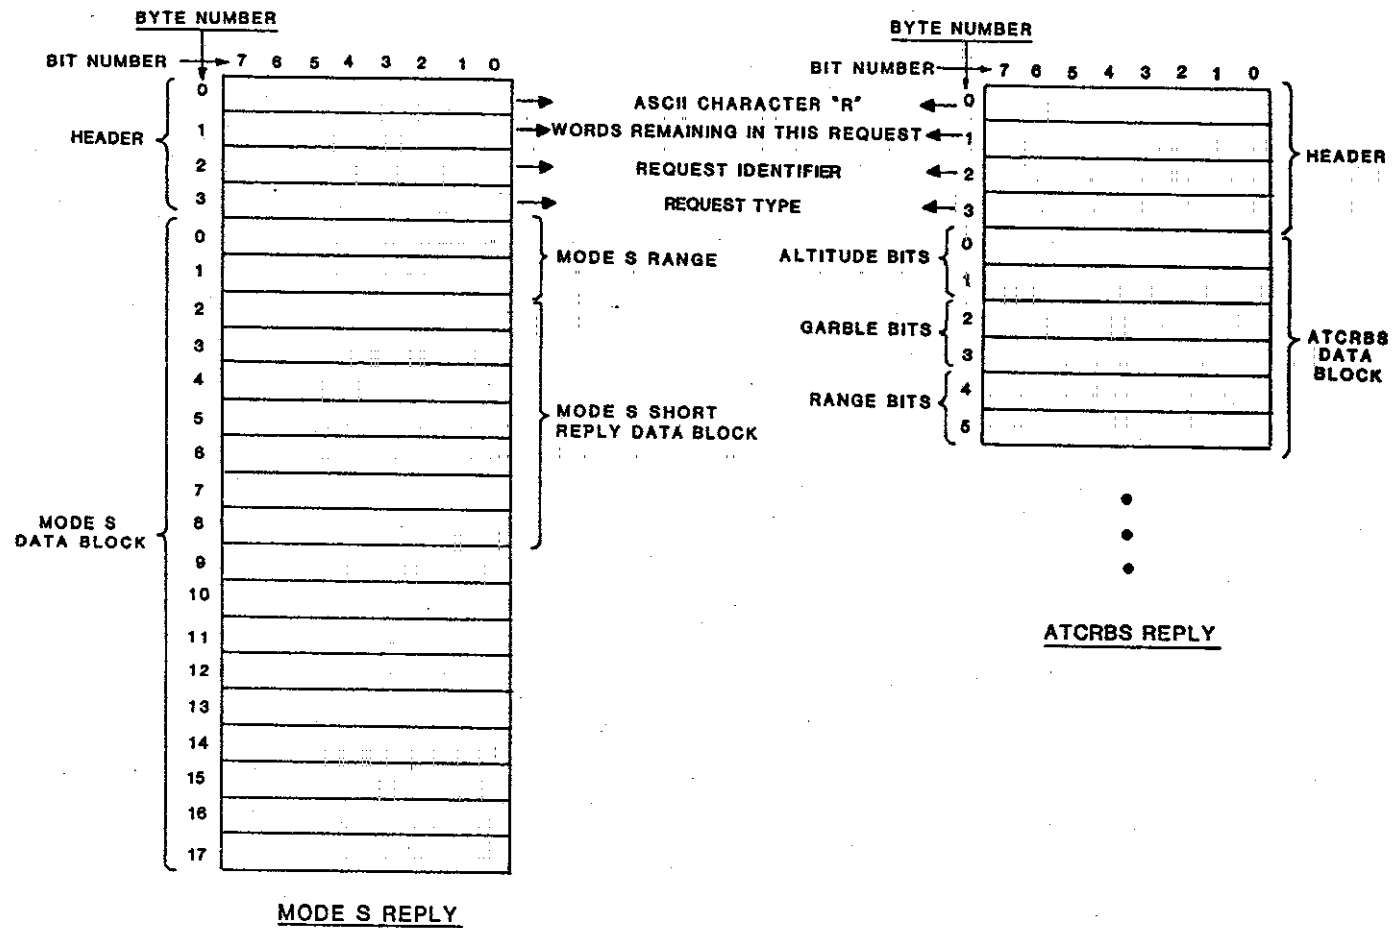 BYTE NUMBER
BIT NUMBER 7 6 5 4 3 2 1 0
HEADER
0
1
2
3
MODE S DATA BLOCK
0
1
2
3
4
5
6
7
8
9
10
11
12
13
14
15
16
17
MODE S RANGE
MODE S SHORT
REPLY DATA BLOCK
MODE S REPLY
ASCII CHARACTER "R"
WORDS REMAINING IN THIS REQUEST
REQUEST IDENTIFIER
REQUEST TYPE
BYTE NUMBER
BIT NUMBER 7 6 5 4 3 2 1 0
0
1
2
3
HEADER
ALTITUDE BITS
0
1
GARBLE BITS
2
3
RANGE BITS
4
5
ATCRBS
DATA
BLOCK
ATCRBS REPLY